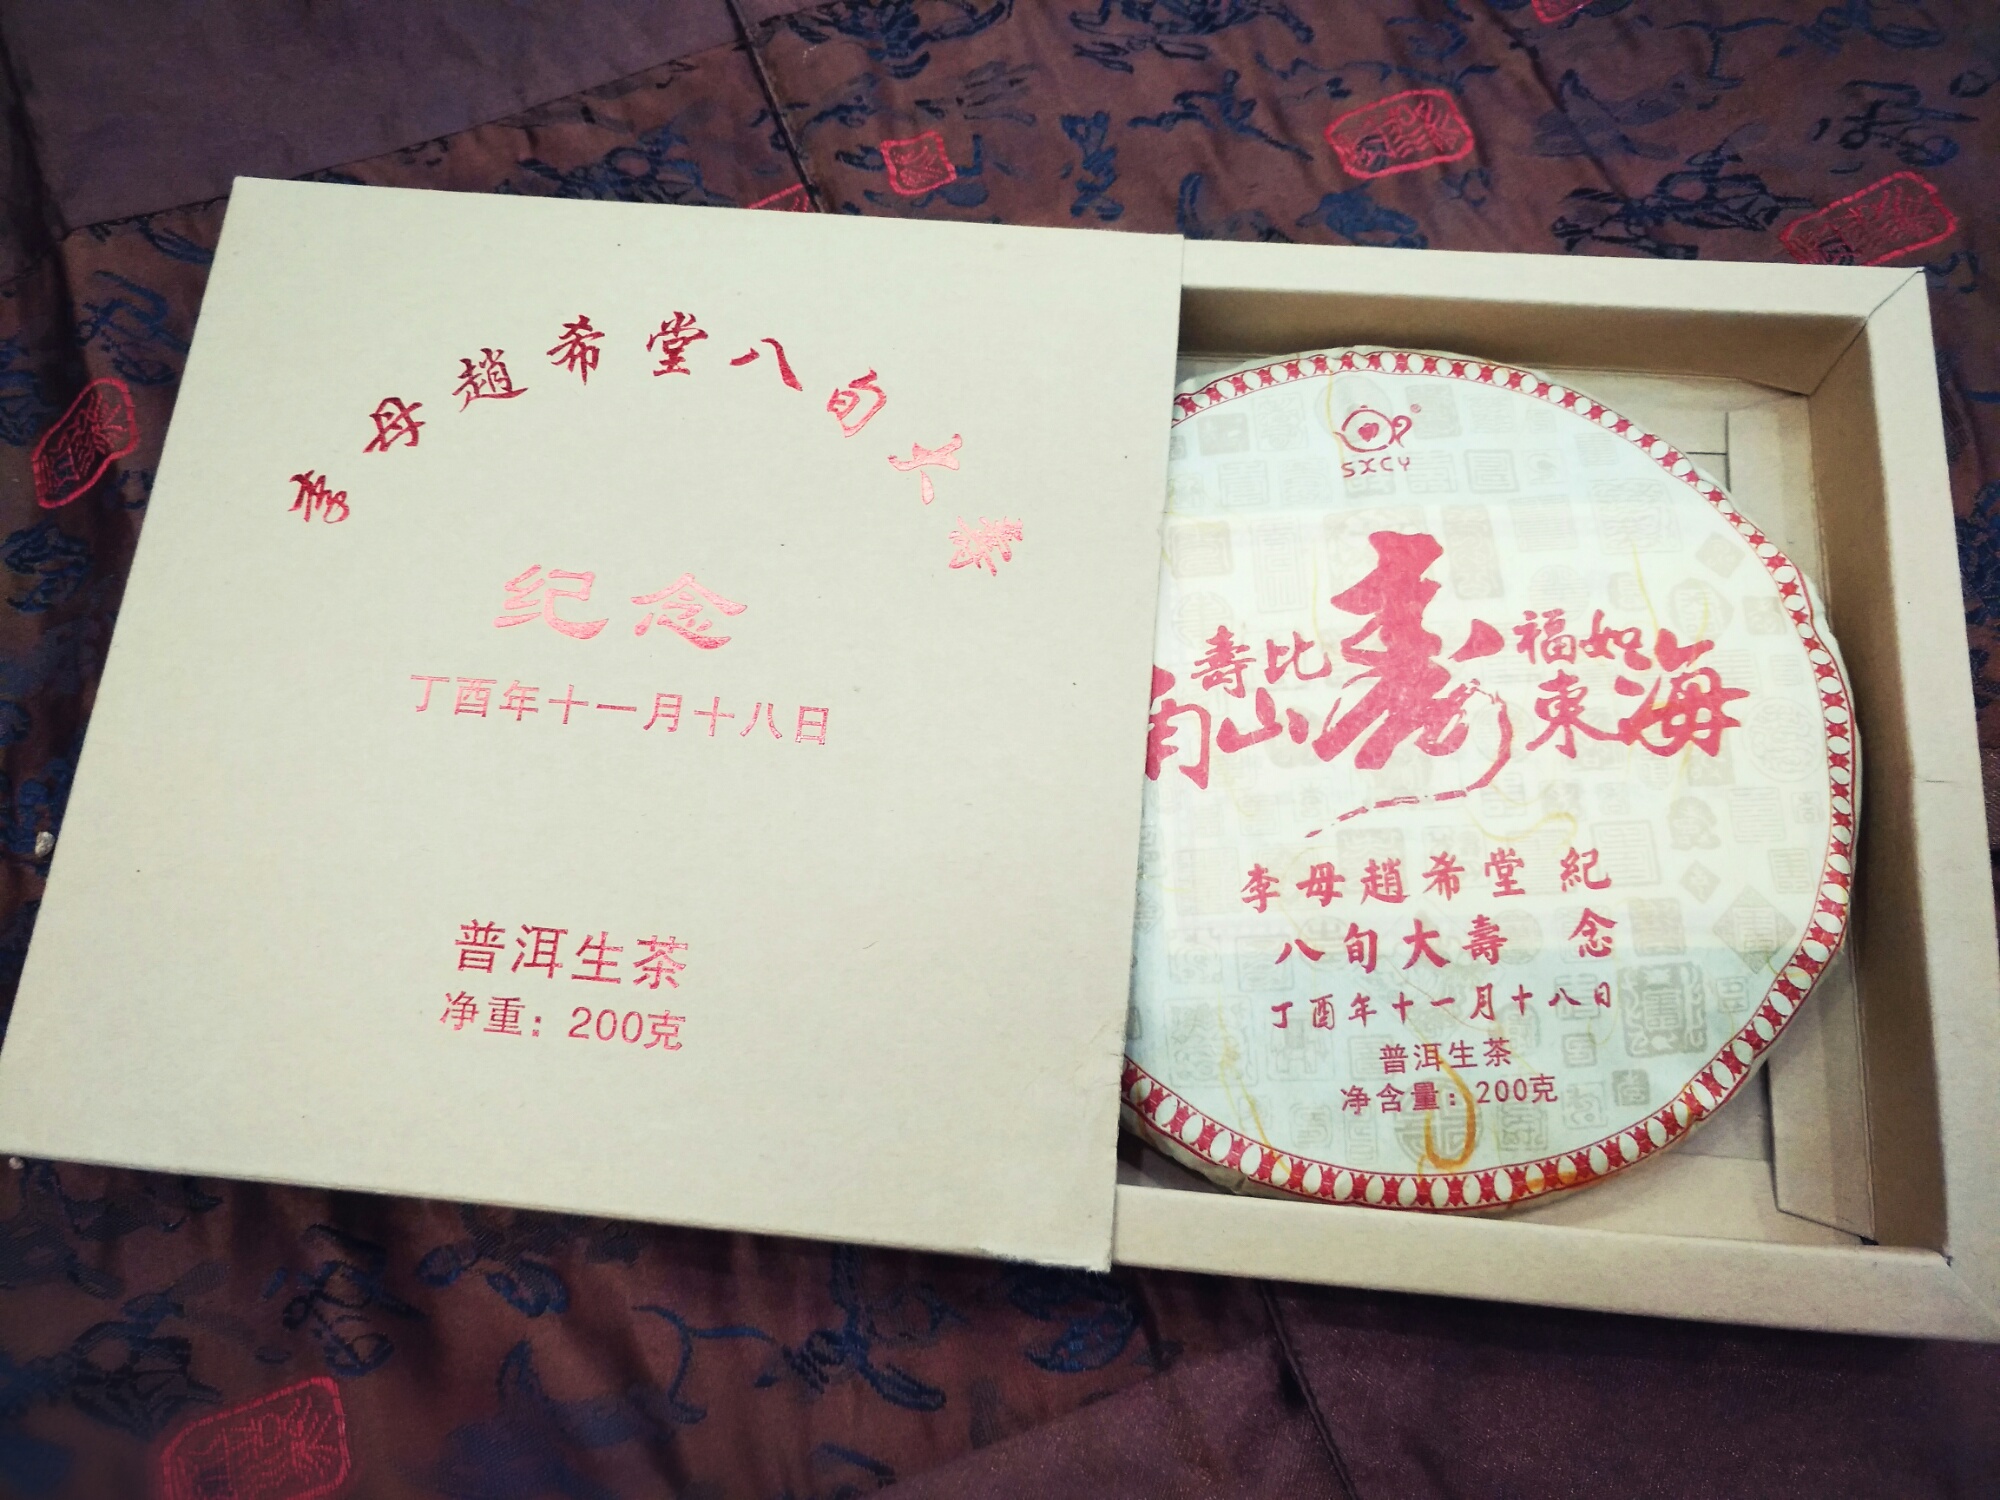 李母趙希堂八旬大壽
纪念
丁酉年十一月十八日
普洱生茶
净重：200克
SXCY
壽
壽比南山
福如東海
李母趙希堂 紀
八旬大壽 念
丁酉年十一月十八日
普洱生茶
净含量：200克